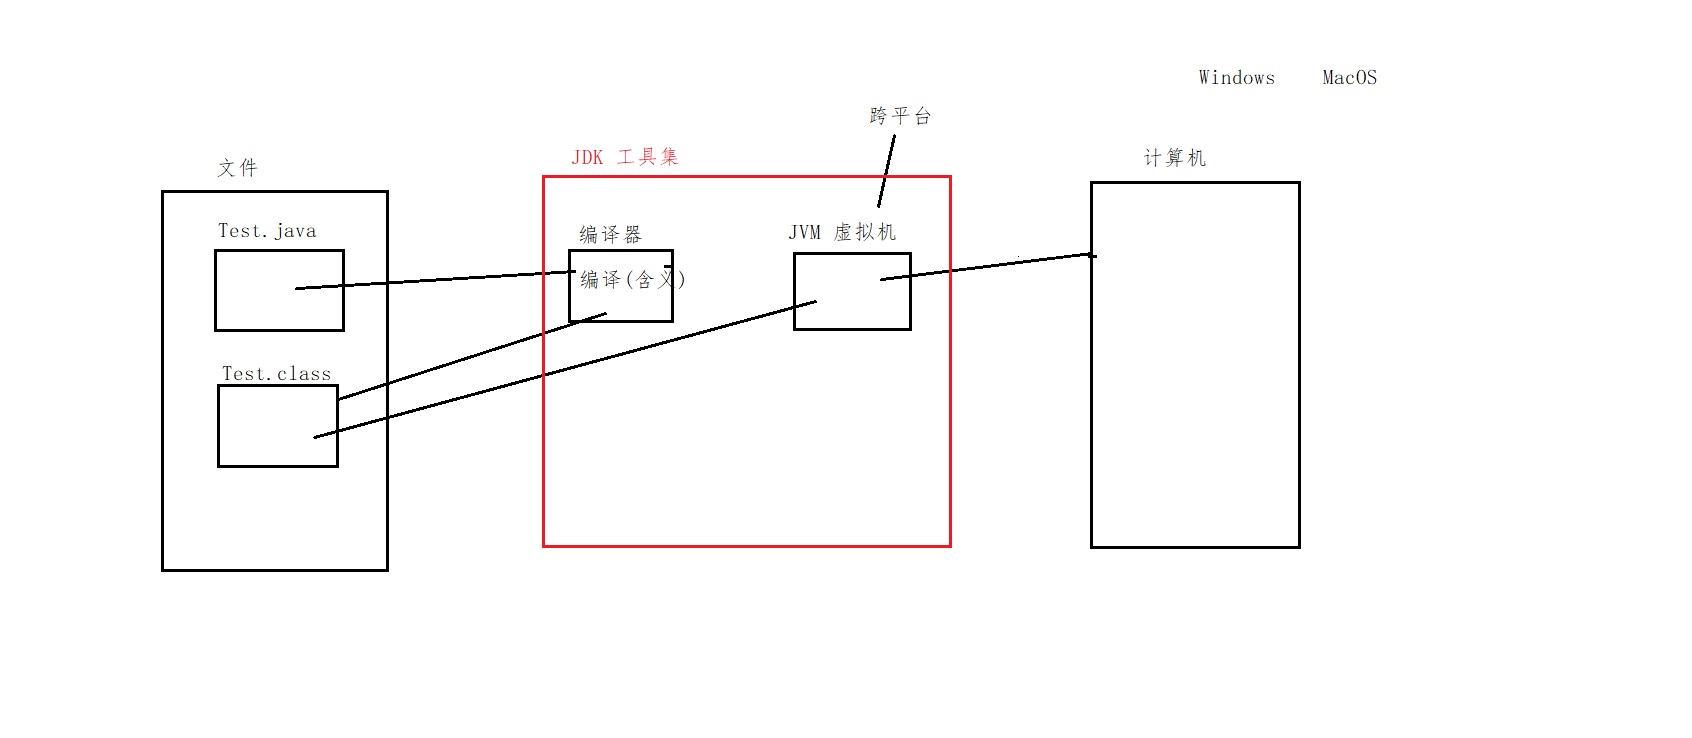 Windows MacOS
跨平台
文件
JDK 工具集
计算机
Test.java
编译器
JVM 虚拟机
编译(含义)
Test.class